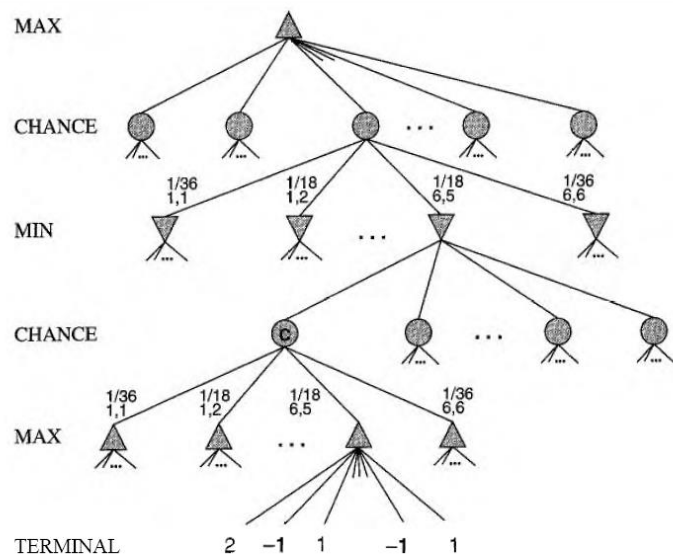 MAX
CHANCE
...
... ... ... ... ...
1/36 1/18 1/18 1/36
1,1 1,2 6,5 6,6
MIN
...
... ... ... ...
CHANCE C
...
... ... ...
1/36 1/18 1/18 1/36
1,1 1,2 6,5 6,6
MAX
...
... ... ...
TERMINAL 2 −1 1 −1 1